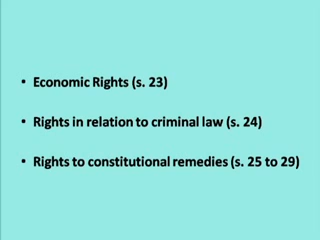 • Economic Rights (s. 23)
• Rights in relation to criminal law (s. 24)
• Rights to constitutional remedies (s. 25 to 29)